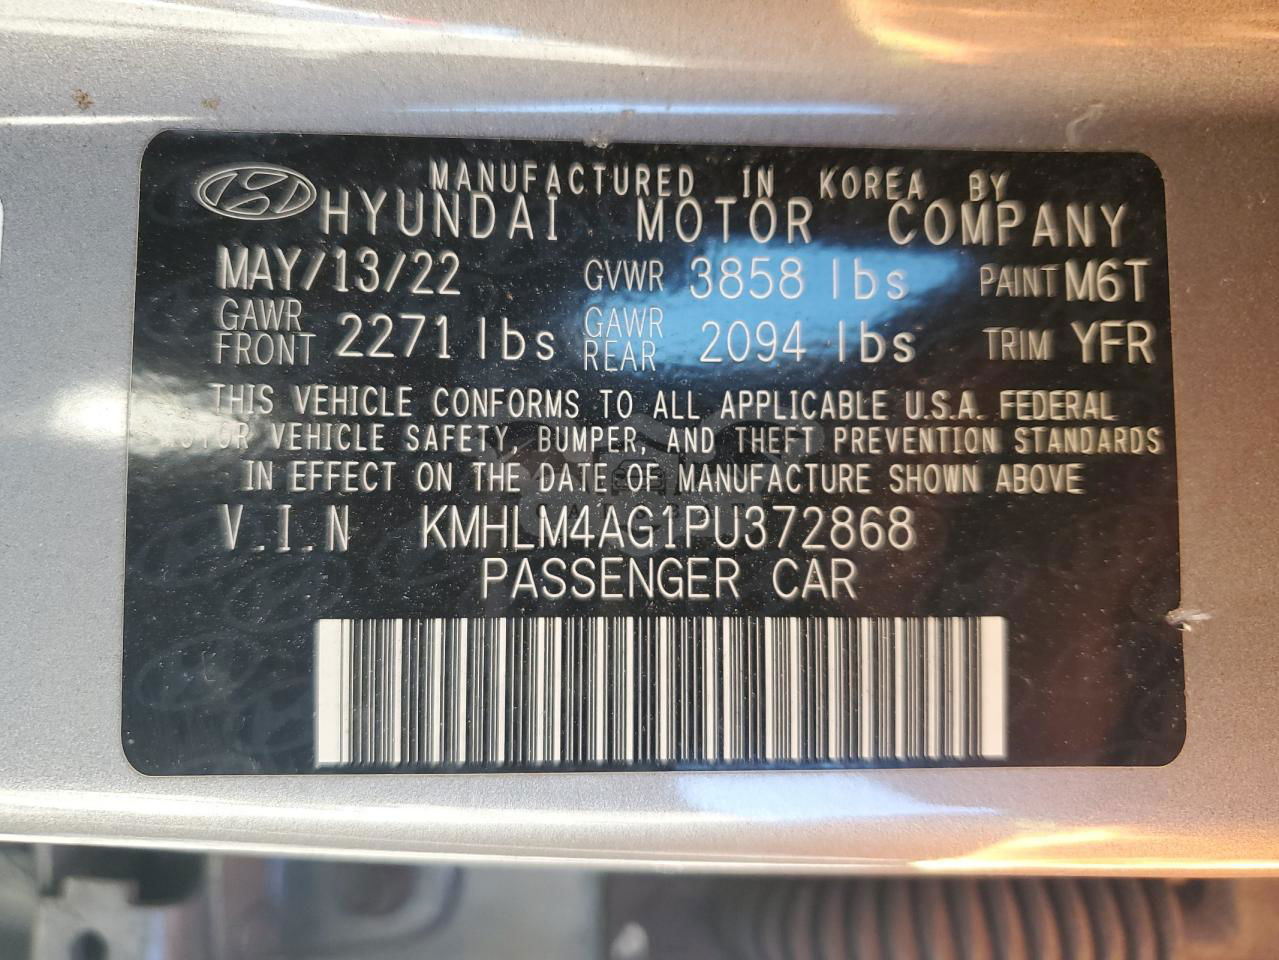 MANUFACTURED IN KOREA BY
HYUNDAI MOTOR COMPANY
MAY/13/22 GVWR 3858 lbs PAINT M6T
GAWR FRONT 2271 lbs GAWR REAR 2094 lbs TRIM YFR
THIS VEHICLE CONFORMS TO ALL APPLICABLE U.S.A. FEDERAL
MOTOR VEHICLE SAFETY, BUMPER, AND THEFT PREVENTION STANDARDS
IN EFFECT ON THE DATE OF MANUFACTURE SHOWN ABOVE
V.I.N KMHLM4AG1PU372868
PASSENGER CAR